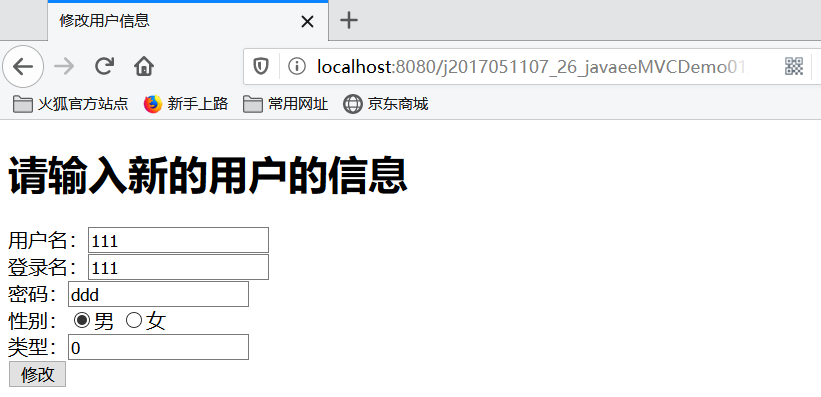 修改用户信息
localhost:8080/j2017051107_26_javaeeMVCDemo01
火狐官方站点 新手上路 常用网址 京东商城
请输入新的用户的信息
用户名：111
登录名：111
密码：ddd
性别： 男 女
类型：0
修改